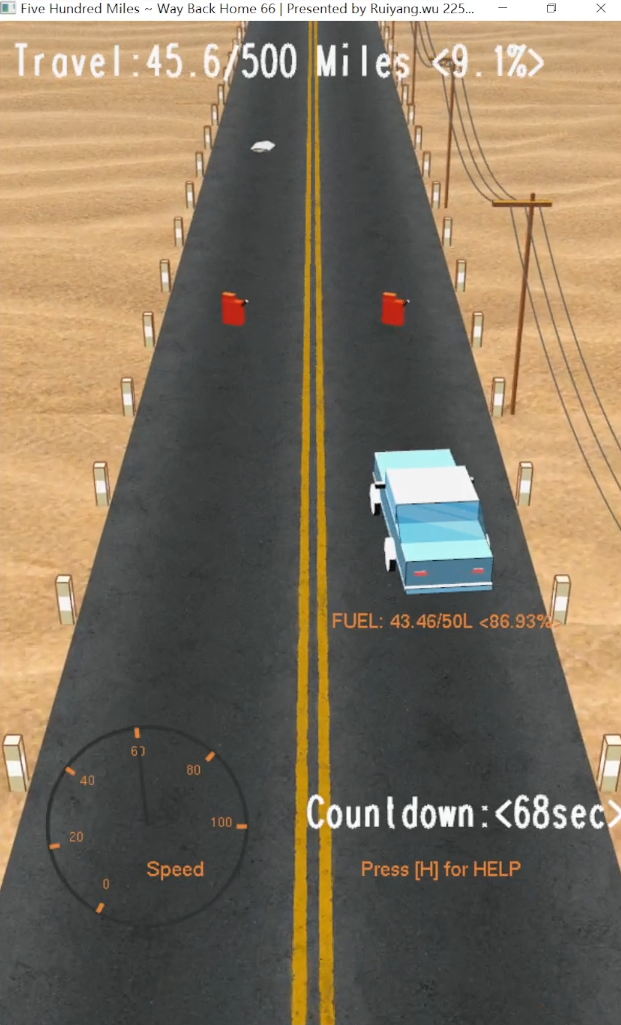 Five Hundred Miles ~ Way Back Home 66 | Presented by Ruiyang.wu 225...
Travel:45.6/500 Miles <9.1%>
FUEL: 43.46/50L <86.93%>
60
40
80
20
100
0
Speed
Countdown:<68sec>
Press [H] for HELP